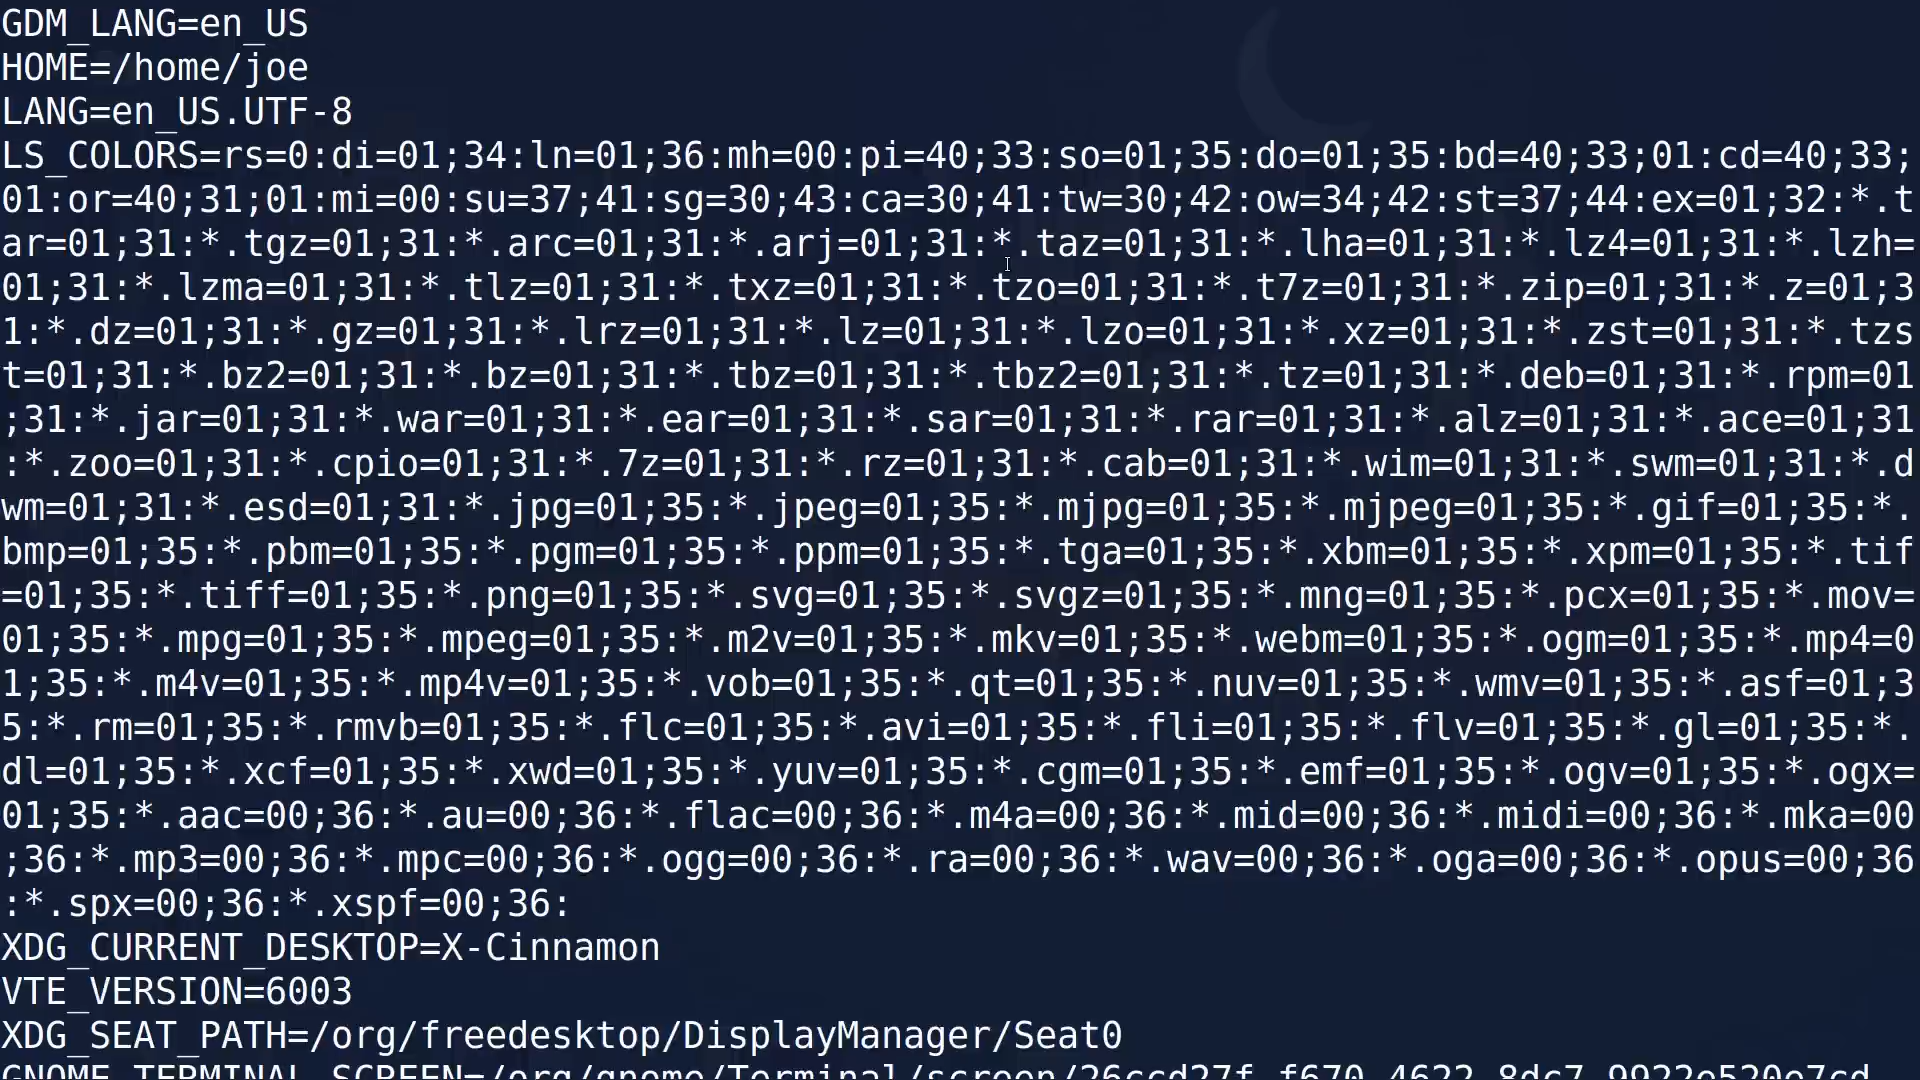 GDM_LANG=en_US
HOME=/home/joe
LANG=en_US.UTF-8
LS_COLORS=rs=0:di=01;34:ln=01;36:mh=00:pi=40;33:so=01;35:do=01;35:bd=40;33;01:cd=40;33;
01:or=40;31;01:mi=00:su=37;41:sg=30;43:ca=30;41:tw=30;42:ow=34;42:st=37;44:ex=01;32:*.t
ar=01;31:*.tgz=01;31:*.arc=01;31:*.arj=01;31:*.taz=01;31:*.lha=01;31:*.lz4=01;31:*.lzh=
01;31:*.lzma=01;31:*.tlz=01;31:*.txz=01;31:*.tzo=01;31:*.t7z=01;31:*.zip=01;31:*.z=01;3
1:*.dz=01;31:*.gz=01;31:*.lrz=01;31:*.lz=01;31:*.lzo=01;31:*.xz=01;31:*.zst=01;31:*.tzs
t=01;31:*.bz2=01;31:*.bz=01;31:*.tbz=01;31:*.tbz2=01;31:*.tz=01;31:*.deb=01;31:*.rpm=01
;31:*.jar=01;31:*.war=01;31:*.ear=01;31:*.sar=01;31:*.rar=01;31:*.alz=01;31:*.ace=01;31
:*.zoo=01;31:*.cpio=01;31:*.7z=01;31:*.rz=01;31:*.cab=01;31:*.wim=01;31:*.swm=01;31:*.d
wm=01;31:*.esd=01;31:*.jpg=01;35:*.jpeg=01;35:*.mjpg=01;35:*.mjpeg=01;35:*.gif=01;35:*.
bmp=01;35:*.pbm=01;35:*.pgm=01;35:*.ppm=01;35:*.tga=01;35:*.xbm=01;35:*.xpm=01;35:*.tif
=01;35:*.tiff=01;35:*.png=01;35:*.svg=01;35:*.svgz=01;35:*.mng=01;35:*.pcx=01;35:*.mov=
01;35:*.mpg=01;35:*.mpeg=01;35:*.m2v=01;35:*.mkv=01;35:*.webm=01;35:*.ogm=01;35:*.mp4=0
1;35:*.m4v=01;35:*.mp4v=01;35:*.vob=01;35:*.qt=01;35:*.nuv=01;35:*.wmv=01;35:*.asf=01;3
5:*.rm=01;35:*.rmvb=01;35:*.flc=01;35:*.avi=01;35:*.fli=01;35:*.flv=01;35:*.gl=01;35:*.
dl=01;35:*.xcf=01;35:*.xwd=01;35:*.yuv=01;35:*.cgm=01;35:*.emf=01;35:*.ogv=01;35:*.ogx=
01;35:*.aac=00;36:*.au=00;36:*.flac=00;36:*.m4a=00;36:*.mid=00;36:*.midi=00;36:*.mka=00
;36:*.mp3=00;36:*.mpc=00;36:*.ogg=00;36:*.ra=00;36:*.wav=00;36:*.oga=00;36:*.opus=00;36
:*.spx=00;36:*.xspf=00;36:
XDG_CURRENT_DESKTOP=X-Cinnamon
VTE_VERSION=6003
XDG_SEAT_PATH=/org/freedesktop/DisplayManager/Seat0
GNOME_TERMINAL_SCREEN=/org/gnome/Terminal/screen/26ccd27f_f670_4622_8dc7_9922e520e7cd